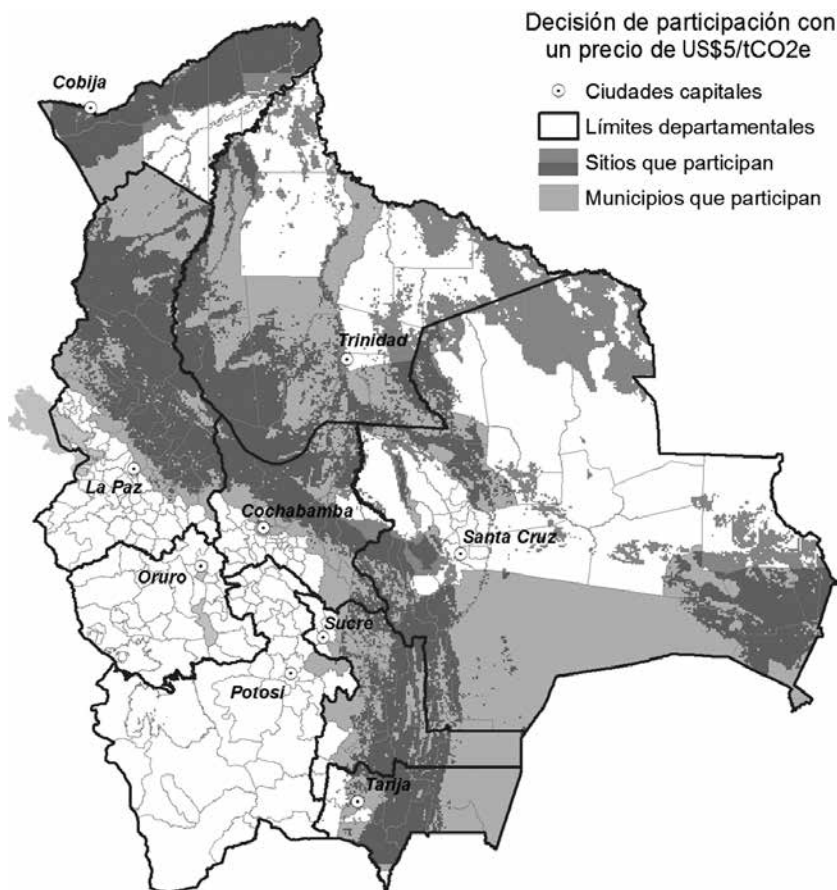 Decisión de participación con
un precio de US$5/tCO2e
Ciudades capitales
Límites departamentales
Sitios que participan
Municipios que participan
Cobija
Trinidad
La Paz
Cochabamba
Santa Cruz
Oruro
Sucre
Potosi
Tarija